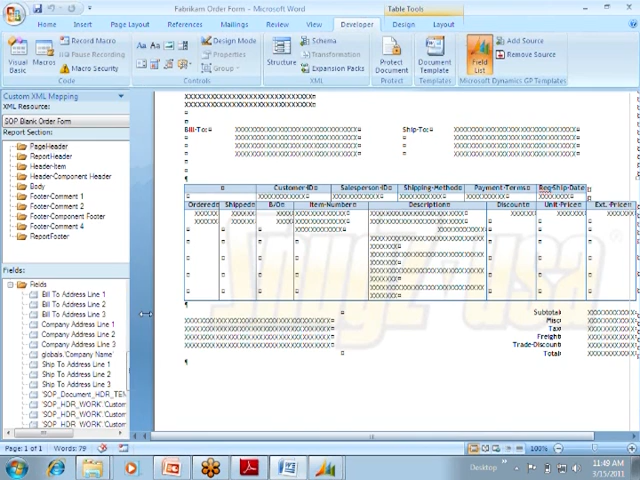 Fabrikam Order Form - Microsoft Word
Table Tools
Home
Insert
Page Layout
References
Mailings
Review
View
Developer
Design
Layout
Visual Basic
Macros
Record Macro
Pause Recording
Macro Security
Code
Design Mode
Properties
Group
Controls
Structure
Schema
Transformation
Expansion Packs
XML
Protect Document
Protect
Document Template
Templates
Field List
Add Source
Remove Source
Microsoft Dynamics GP Templates
Custom XML Mapping
XML Resource:
SOP Blank Order Form
Report Section:
PageHeader
ReportHeader
Header-Item
Header-Component Header
Body
Footer-Comment 1
Footer-Comment 2
Footer-Component Footer
Footer-Comment 4
ReportFooter
Fields:
Fields
Bill To Address Line 1
Bill To Address Line 2
Bill To Address Line 3
Company Address Line 1
Company Address Line 2
Company Address Line 3
globals.'Company Name'
Ship To Address Line 1
Ship To Address Line 2
Ship To Address Line 3
'SOP_Document_HDR_TEM
'SOP_HDR_WORK'.'Custom
'SOP_HDR_WORK'.'Custom
'SOP_HDR_WORK'.'Custom
Bill·To:
Ship·To:
Customer·ID
Salesperson·ID
Shipping·Method
Payment·Terms
Req·Ship·Date
Ordered
Shipped
B/O
Item·Number
Description
Discount
Unit·Price
Ext.·Price
Subtotal
Misc
Tax
Freight
Trade·Discount
Total
usa
Page: 1 of 1
Words: 79
100%
Desktop
11:49 AM
3/15/2011